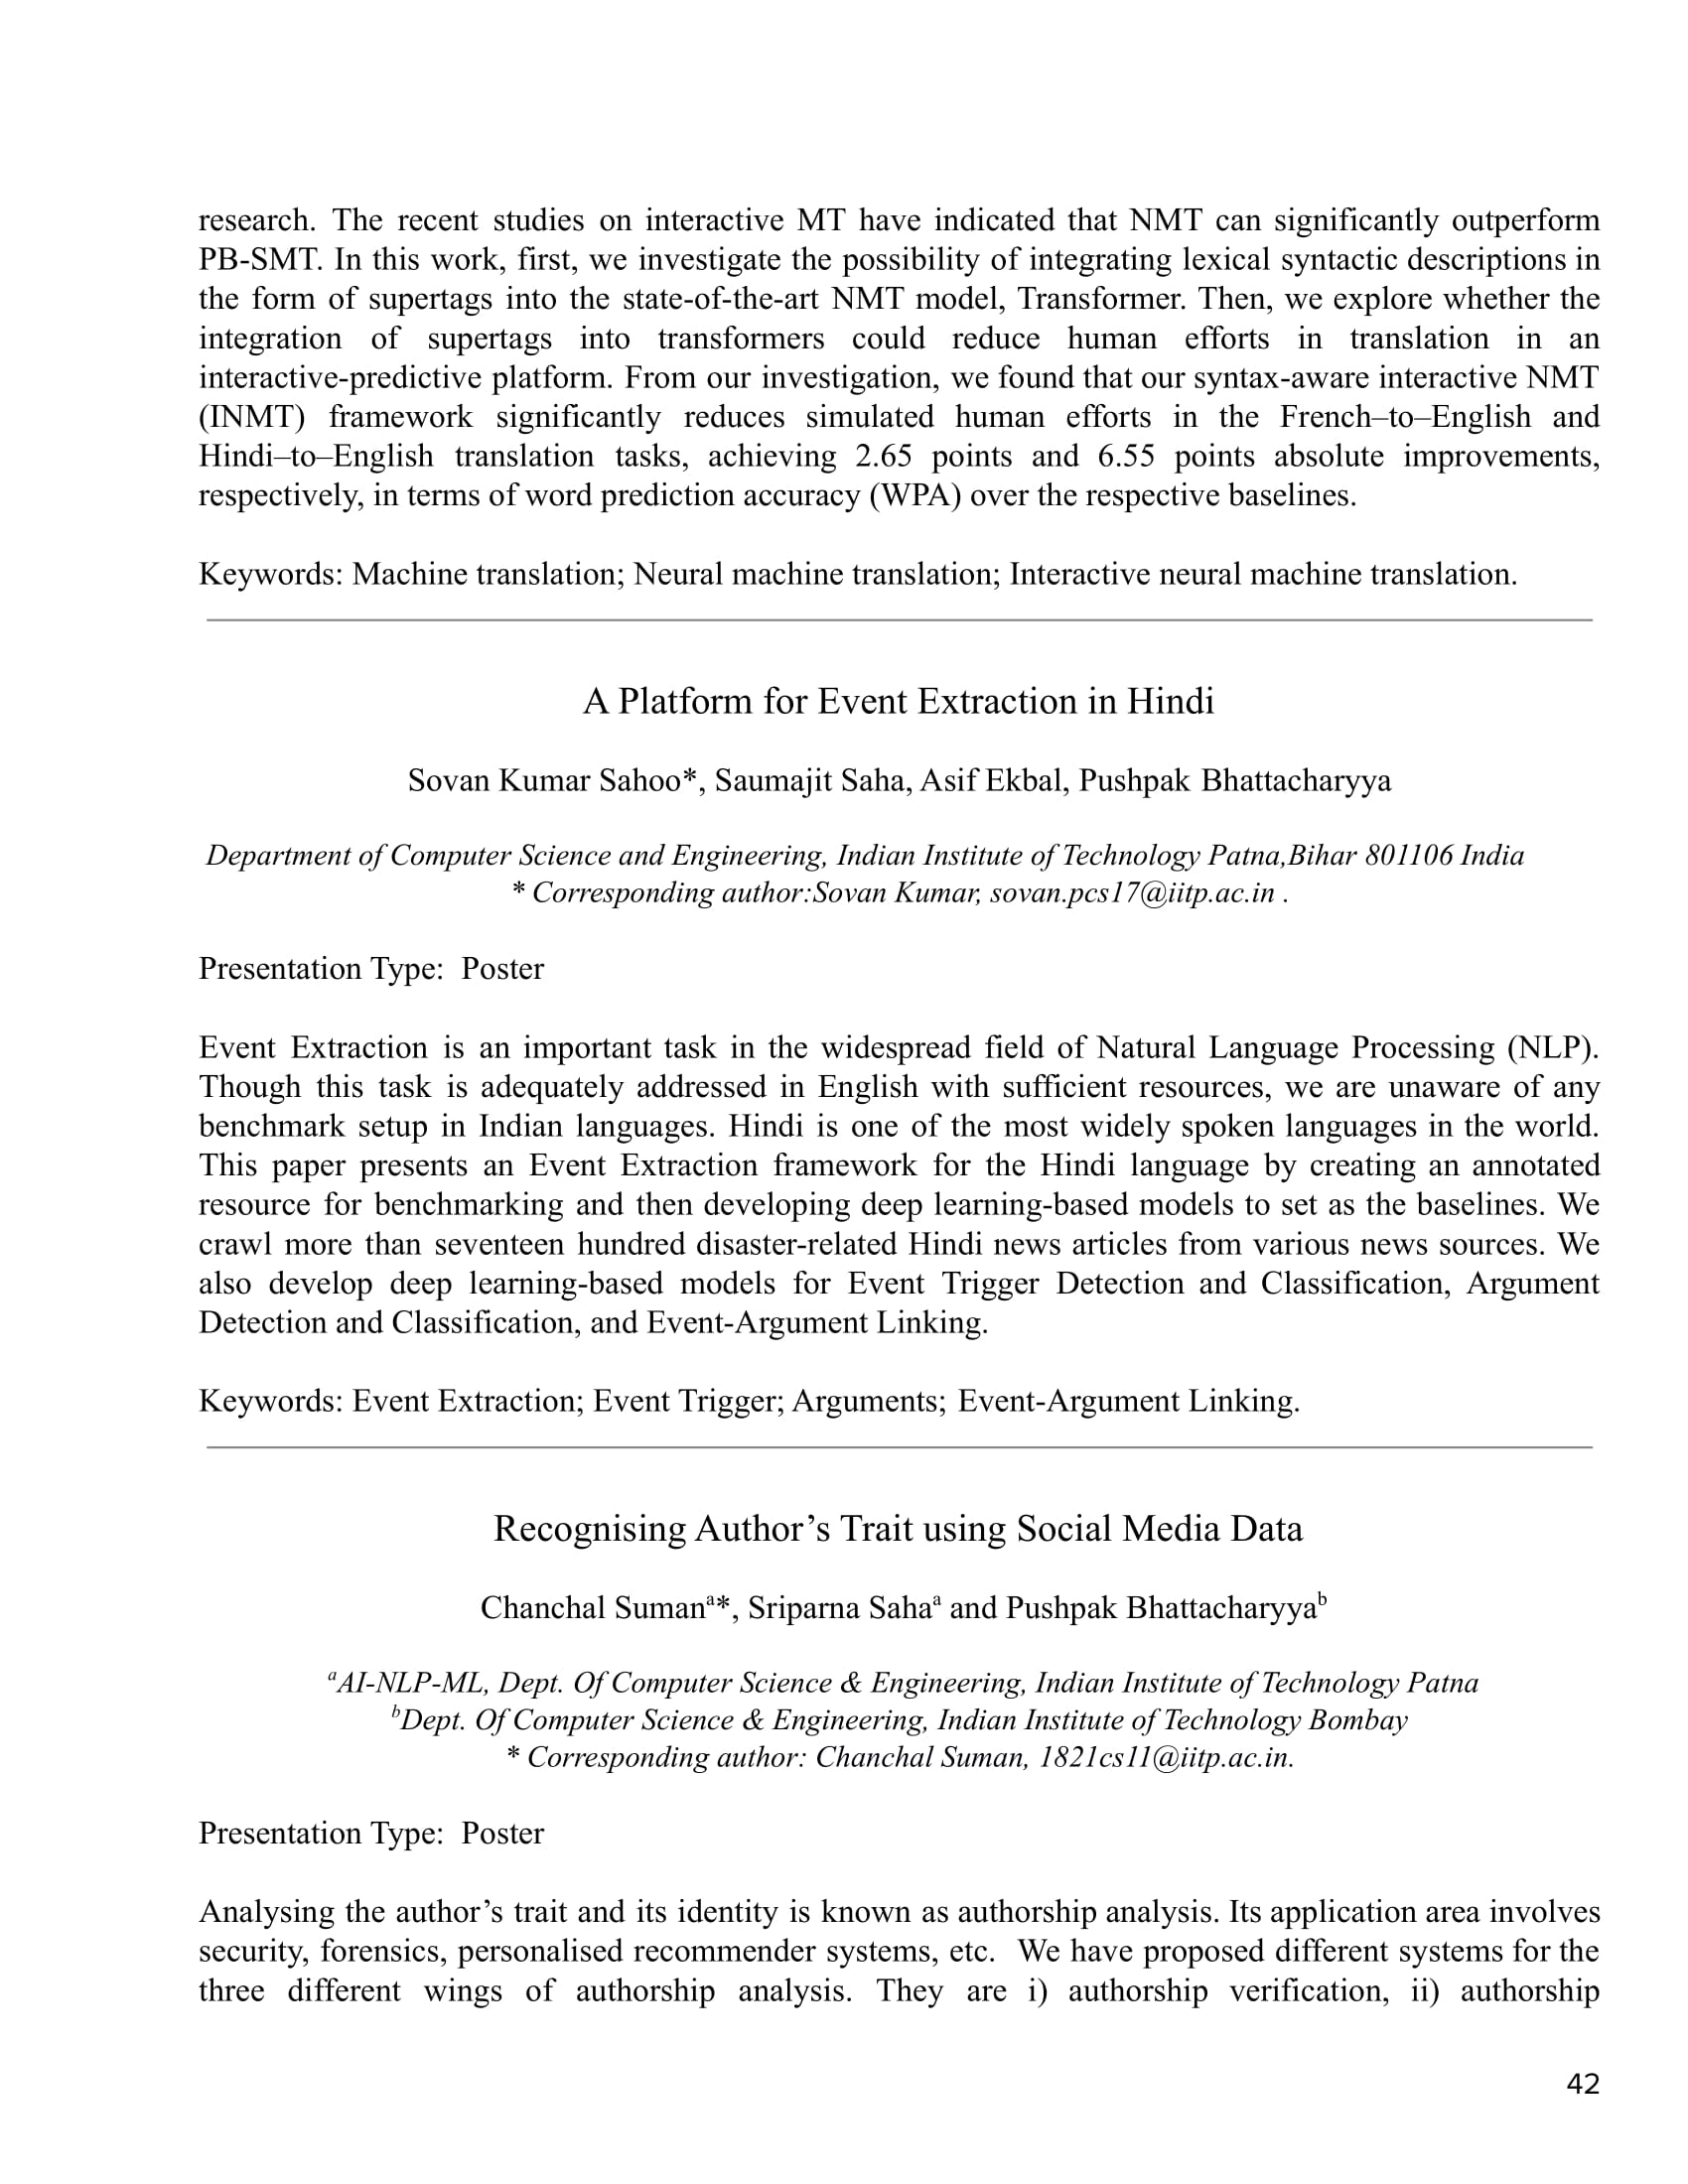 research. The recent studies on interactive MT have indicated that NMT can significantly outperform
PB-SMT. In this work, first, we investigate the possibility of integrating lexical syntactic descriptions in
the form of supertags into the state-of-the-art NMT model, Transformer. Then, we explore whether the
integration of supertags into transformers could reduce human efforts in translation in an
interactive-predictive platform. From our investigation, we found that our syntax-aware interactive NMT
(INMT) framework significantly reduces simulated human efforts in the French–to–English and
Hindi–to–English translation tasks, achieving 2.65 points and 6.55 points absolute improvements,
respectively, in terms of word prediction accuracy (WPA) over the respective baselines.
Keywords: Machine translation; Neural machine translation; Interactive neural machine translation.
A Platform for Event Extraction in Hindi
Sovan Kumar Sahoo*, Saumajit Saha, Asif Ekbal, Pushpak Bhattacharyya
Department of Computer Science and Engineering, Indian Institute of Technology Patna,Bihar 801106 India
* Corresponding author:Sovan Kumar, sovan.pcs17@iitp.ac.in .
Presentation Type:  Poster
Event Extraction is an important task in the widespread field of Natural Language Processing (NLP).
Though this task is adequately addressed in English with sufficient resources, we are unaware of any
benchmark setup in Indian languages. Hindi is one of the most widely spoken languages in the world.
This paper presents an Event Extraction framework for the Hindi language by creating an annotated
resource for benchmarking and then developing deep learning-based models to set as the baselines. We
crawl more than seventeen hundred disaster-related Hindi news articles from various news sources. We
also develop deep learning-based models for Event Trigger Detection and Classification, Argument
Detection and Classification, and Event-Argument Linking.
Keywords: Event Extraction; Event Trigger; Arguments; Event-Argument Linking.
Recognising Author’s Trait using Social Media Data
Chanchal Sumanᵃ*, Sriparna Sahaᵃ and Pushpak Bhattacharyyaᵇ
ᵃAI-NLP-ML, Dept. Of Computer Science & Engineering, Indian Institute of Technology Patna
ᵇDept. Of Computer Science & Engineering, Indian Institute of Technology Bombay
* Corresponding author: Chanchal Suman, 1821cs11@iitp.ac.in.
Presentation Type:  Poster
Analysing the author’s trait and its identity is known as authorship analysis. Its application area involves
security, forensics, personalised recommender systems, etc.  We have proposed different systems for the
three different wings of authorship analysis. They are i) authorship verification, ii) authorship
42